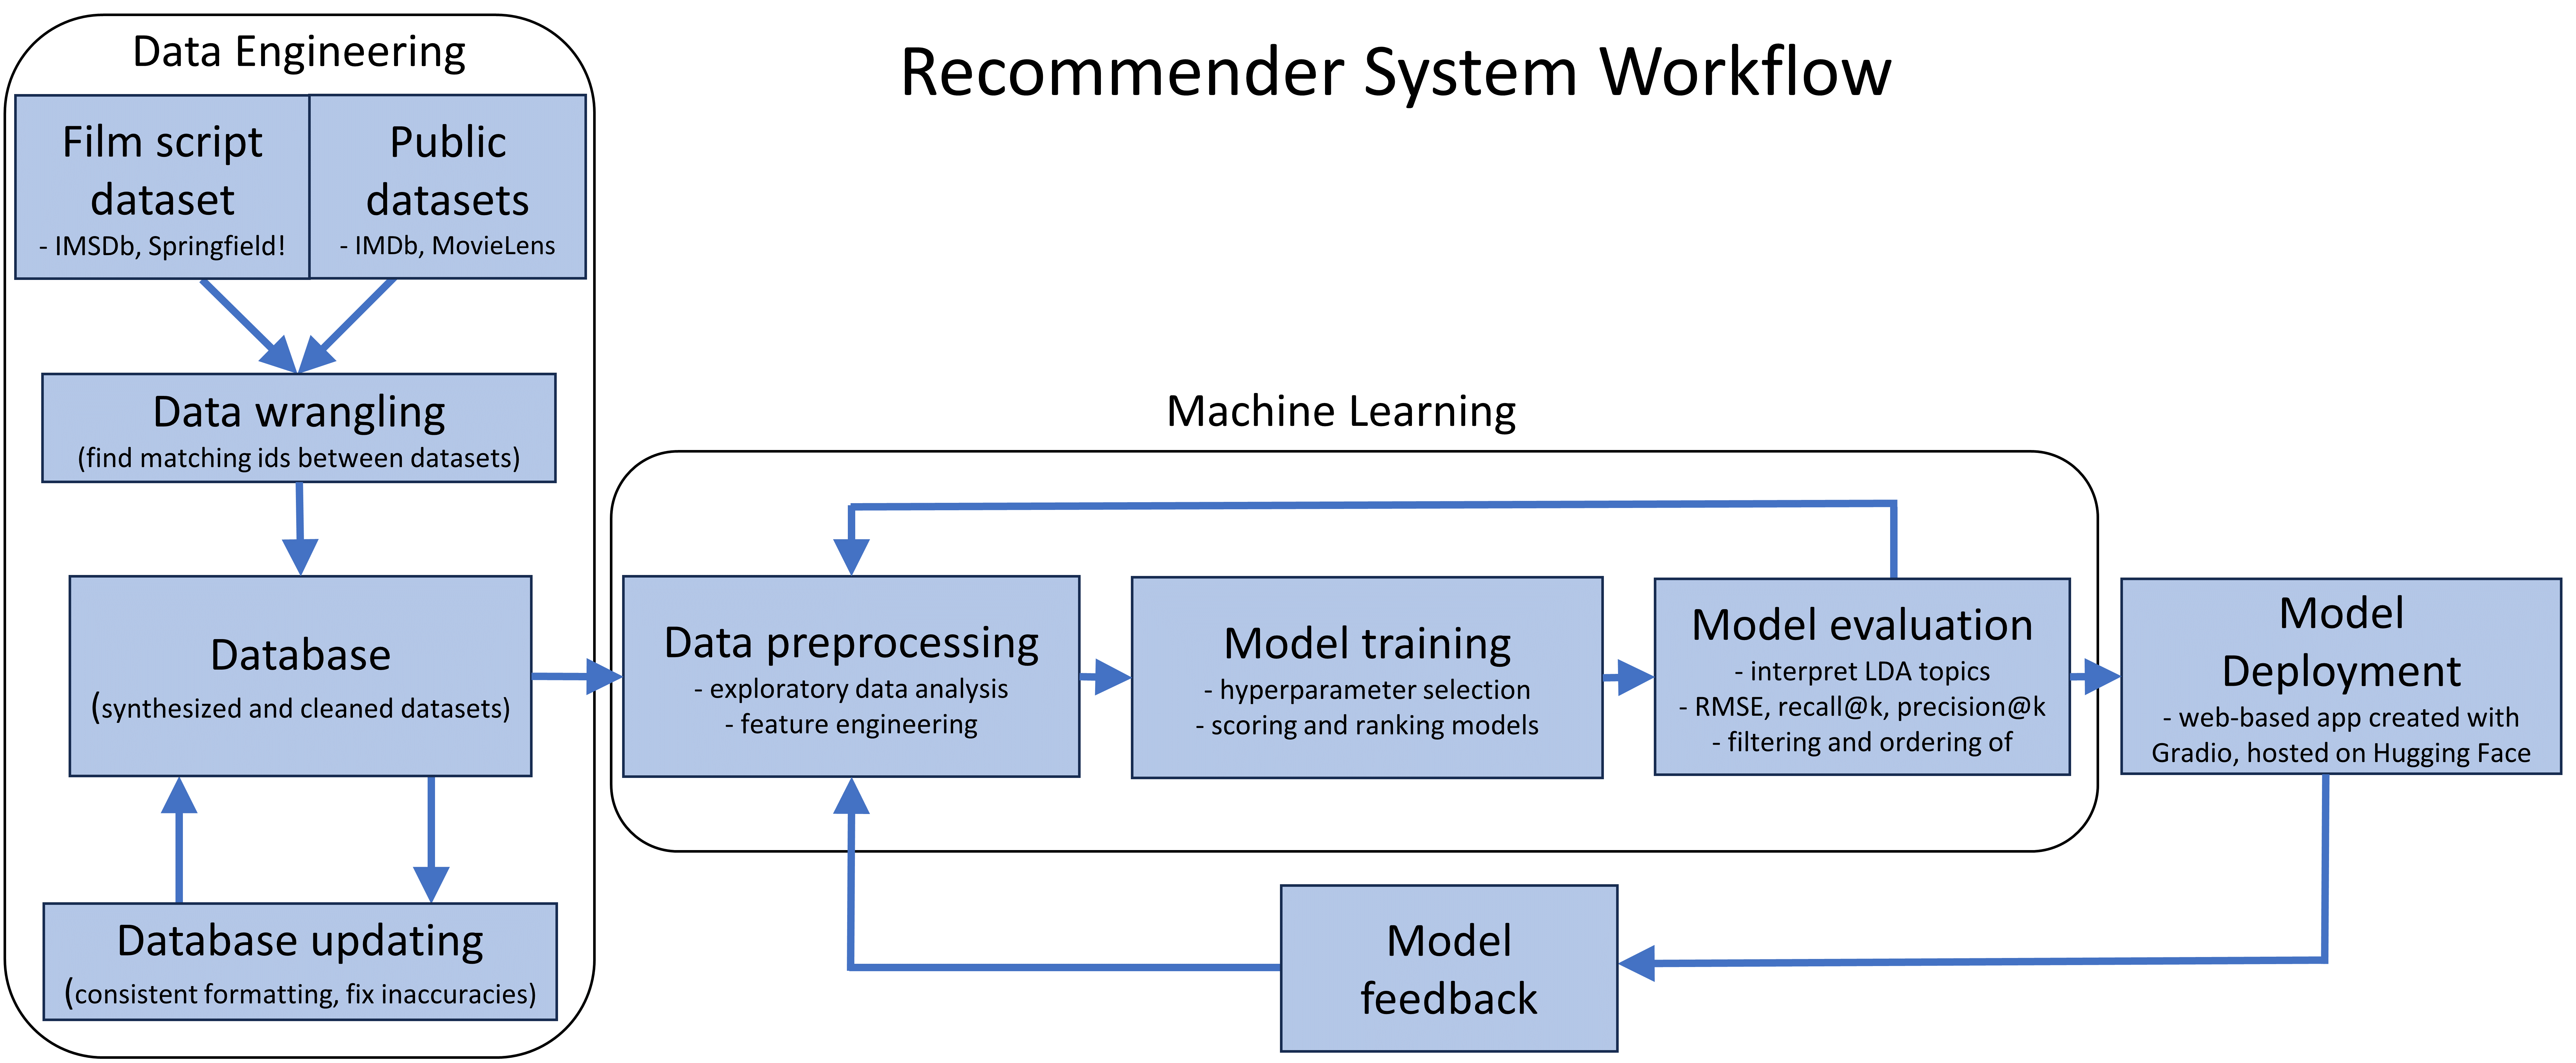 Recommender System Workflow
Data Engineering
Film script
dataset
- IMSDb, Springfield!
Public
datasets
- IMDb, MovieLens
Data wrangling
(find matching ids between datasets)
Database
(synthesized and cleaned datasets)
Database updating
(consistent formatting, fix inaccuracies)
Machine Learning
Data preprocessing
- exploratory data analysis
- feature engineering
Model training
- hyperparameter selection
- scoring and ranking models
Model evaluation
- interpret LDA topics
- RMSE, recall@k, precision@k
- filtering and ordering of
Model
Deployment
- web-based app created with
Gradio, hosted on Hugging Face
Model
feedback